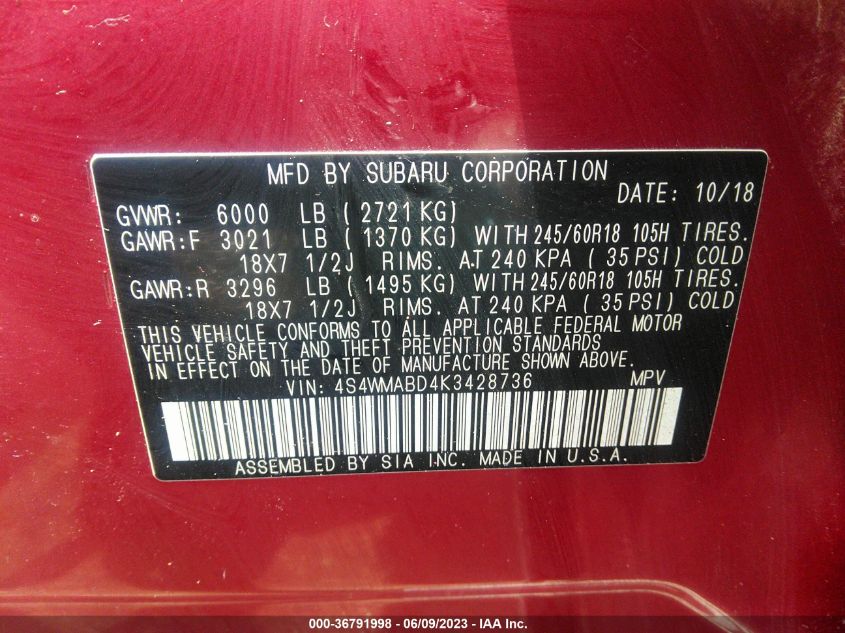 MFD BY SUBARU CORPORATION
DATE: 10/18
GVWR: 6000 LB ( 2721 KG)
GAWR:F 3021 LB ( 1370 KG) WITH 245/60R18 105H TIRES.
18X7 1/2J RIMS. AT 240 KPA ( 35 PSI) COLD
GAWR:R 3296 LB ( 1495 KG) WITH 245/60R18 105H TIRES.
18X7 1/2J RIMS. AT 240 KPA ( 35 PSI) COLD
THIS VEHICLE CONFORMS TO ALL APPLICABLE FEDERAL MOTOR
VEHICLE SAFETY AND THEFT PREVENTION STANDARDS
IN EFFECT ON THE DATE OF MANUFACTURE SHOWN ABOVE.
VIN: 4S4WMABD4K3428736 MPV
ASSEMBLED BY SIA INC. MADE IN U.S.A.
000-36791998 - 06/09/2023 - IAA Inc.